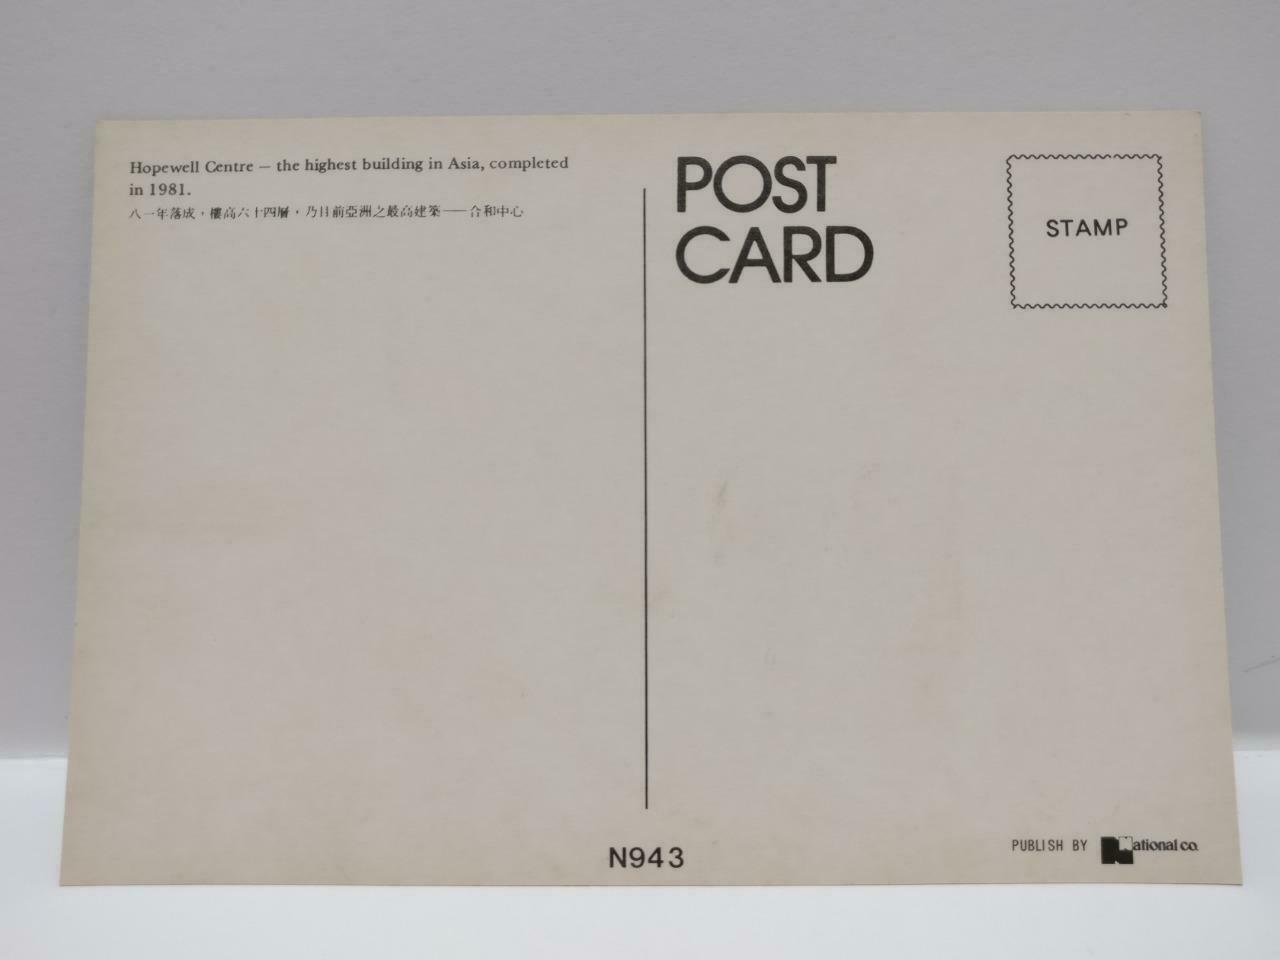 Hopewell Centre — the highest building in Asia, completed
in 1981.
八一年落成，樓高六十四層，乃目前亞洲之最高建築——合和中心
POST
CARD
STAMP
N943
PUBLISH BY National co.